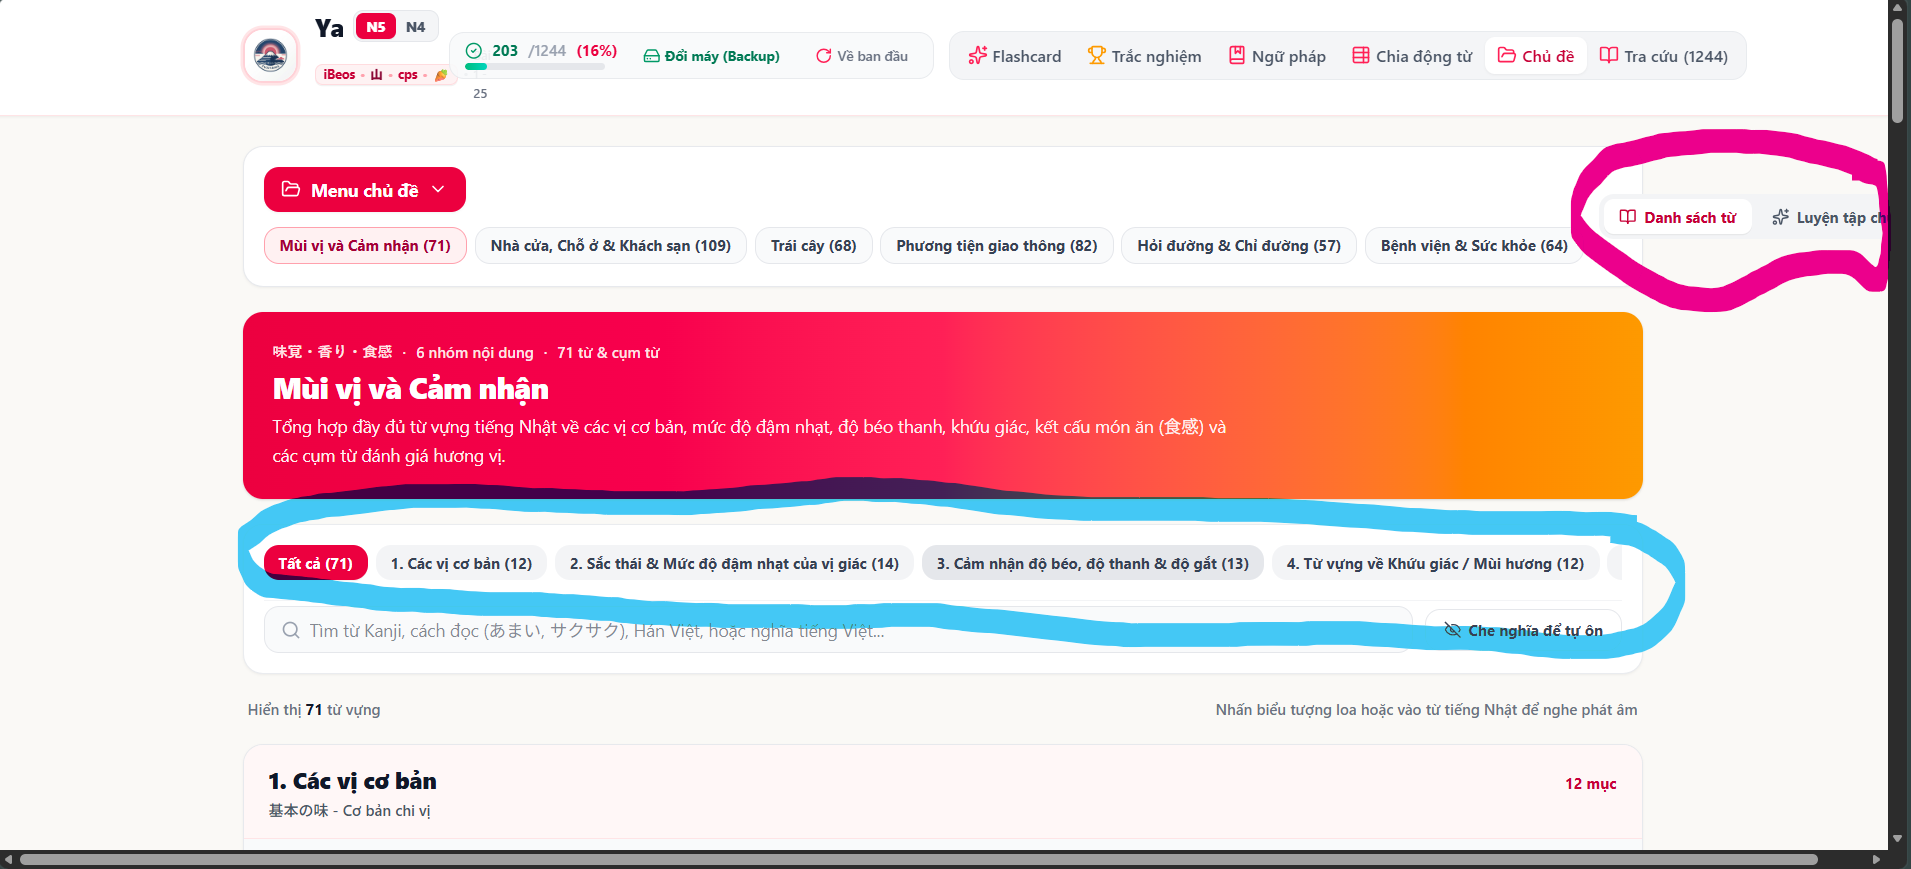 Ya N5 N4
iBeos • 山 • cps •
203 /1244 (16%)
25
Đổi máy (Backup)
Về ban đầu
Flashcard
Trắc nghiệm
Ngữ pháp
Chia động từ
Chủ đề
Tra cứu (1244)
Menu chủ đề
Danh sách từ
Luyện tập ch
Mùi vị và Cảm nhận (71)
Nhà cửa, Chỗ ở & Khách sạn (109)
Trái cây (68)
Phương tiện giao thông (82)
Hỏi đường & Chỉ đường (57)
Bệnh viện & Sức khỏe (64)
味覚・香り・食感 · 6 nhóm nội dung · 71 từ & cụm từ
Mùi vị và Cảm nhận
Tổng hợp đầy đủ từ vựng tiếng Nhật về các vị cơ bản, mức độ đậm nhạt, độ béo thanh, khứu giác, kết cấu món ăn (食感) và
các cụm từ đánh giá hương vị.
Tất cả (71)
1. Các vị cơ bản (12)
2. Sắc thái & Mức độ đậm nhạt của vị giác (14)
3. Cảm nhận độ béo, độ thanh & độ gắt (13)
4. Từ vựng về Khứu giác / Mùi hương (12)
Tìm từ Kanji, cách đọc (あまい, サクサク), Hán Việt, hoặc nghĩa tiếng Việt...
Che nghĩa để tự ôn
Hiển thị 71 từ vựng
Nhấn biểu tượng loa hoặc vào từ tiếng Nhật để nghe phát âm
1. Các vị cơ bản
12 mục
基本の味 - Cơ bản chi vị